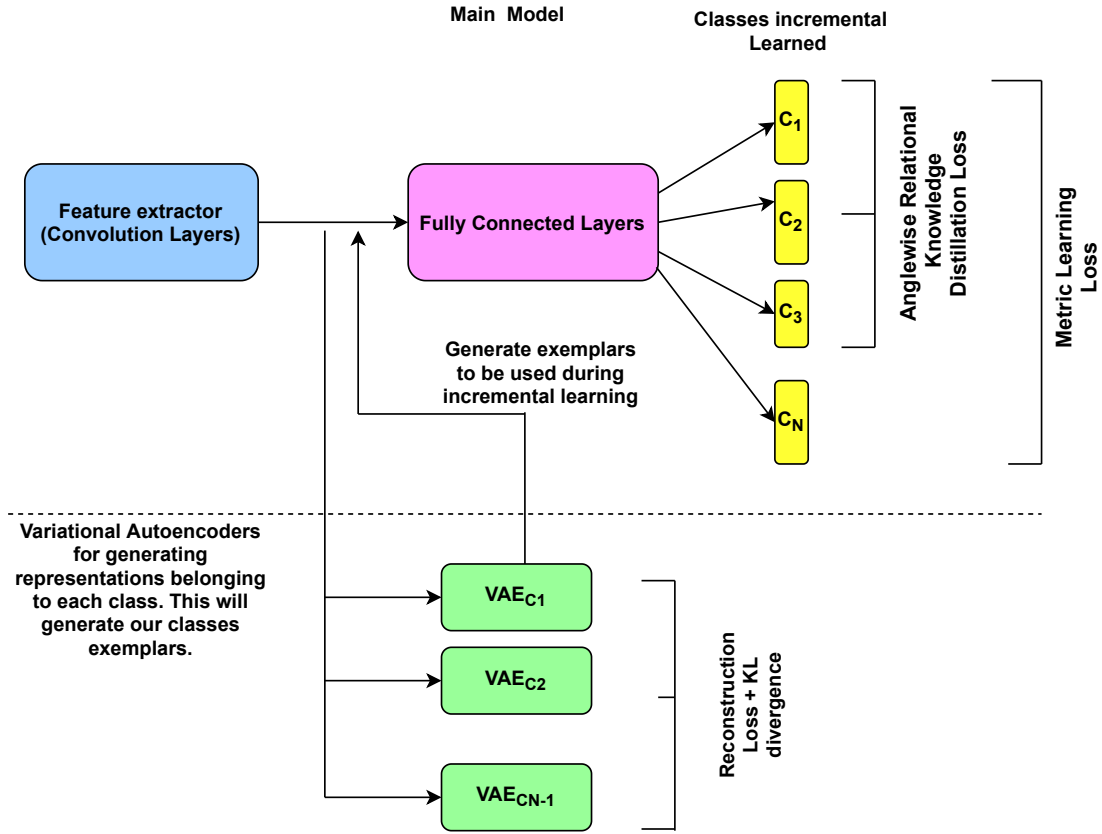 Main Model
Classes incremental
Learned
Feature extractor
(Convolution Layers)
Fully Connected Layers
C1
C2
C3
CN
Anglewise Relational
Knowledge
Distillation Loss
Metric Learning
Loss
Generate exemplars
to be used during
incremental learning
Variational Autoencoders
for generating
representations belonging
to each class. This will
generate our classes
exemplars.
VAEC1
VAEC2
VAECN-1
Reconstruction
Loss + KL
divergence